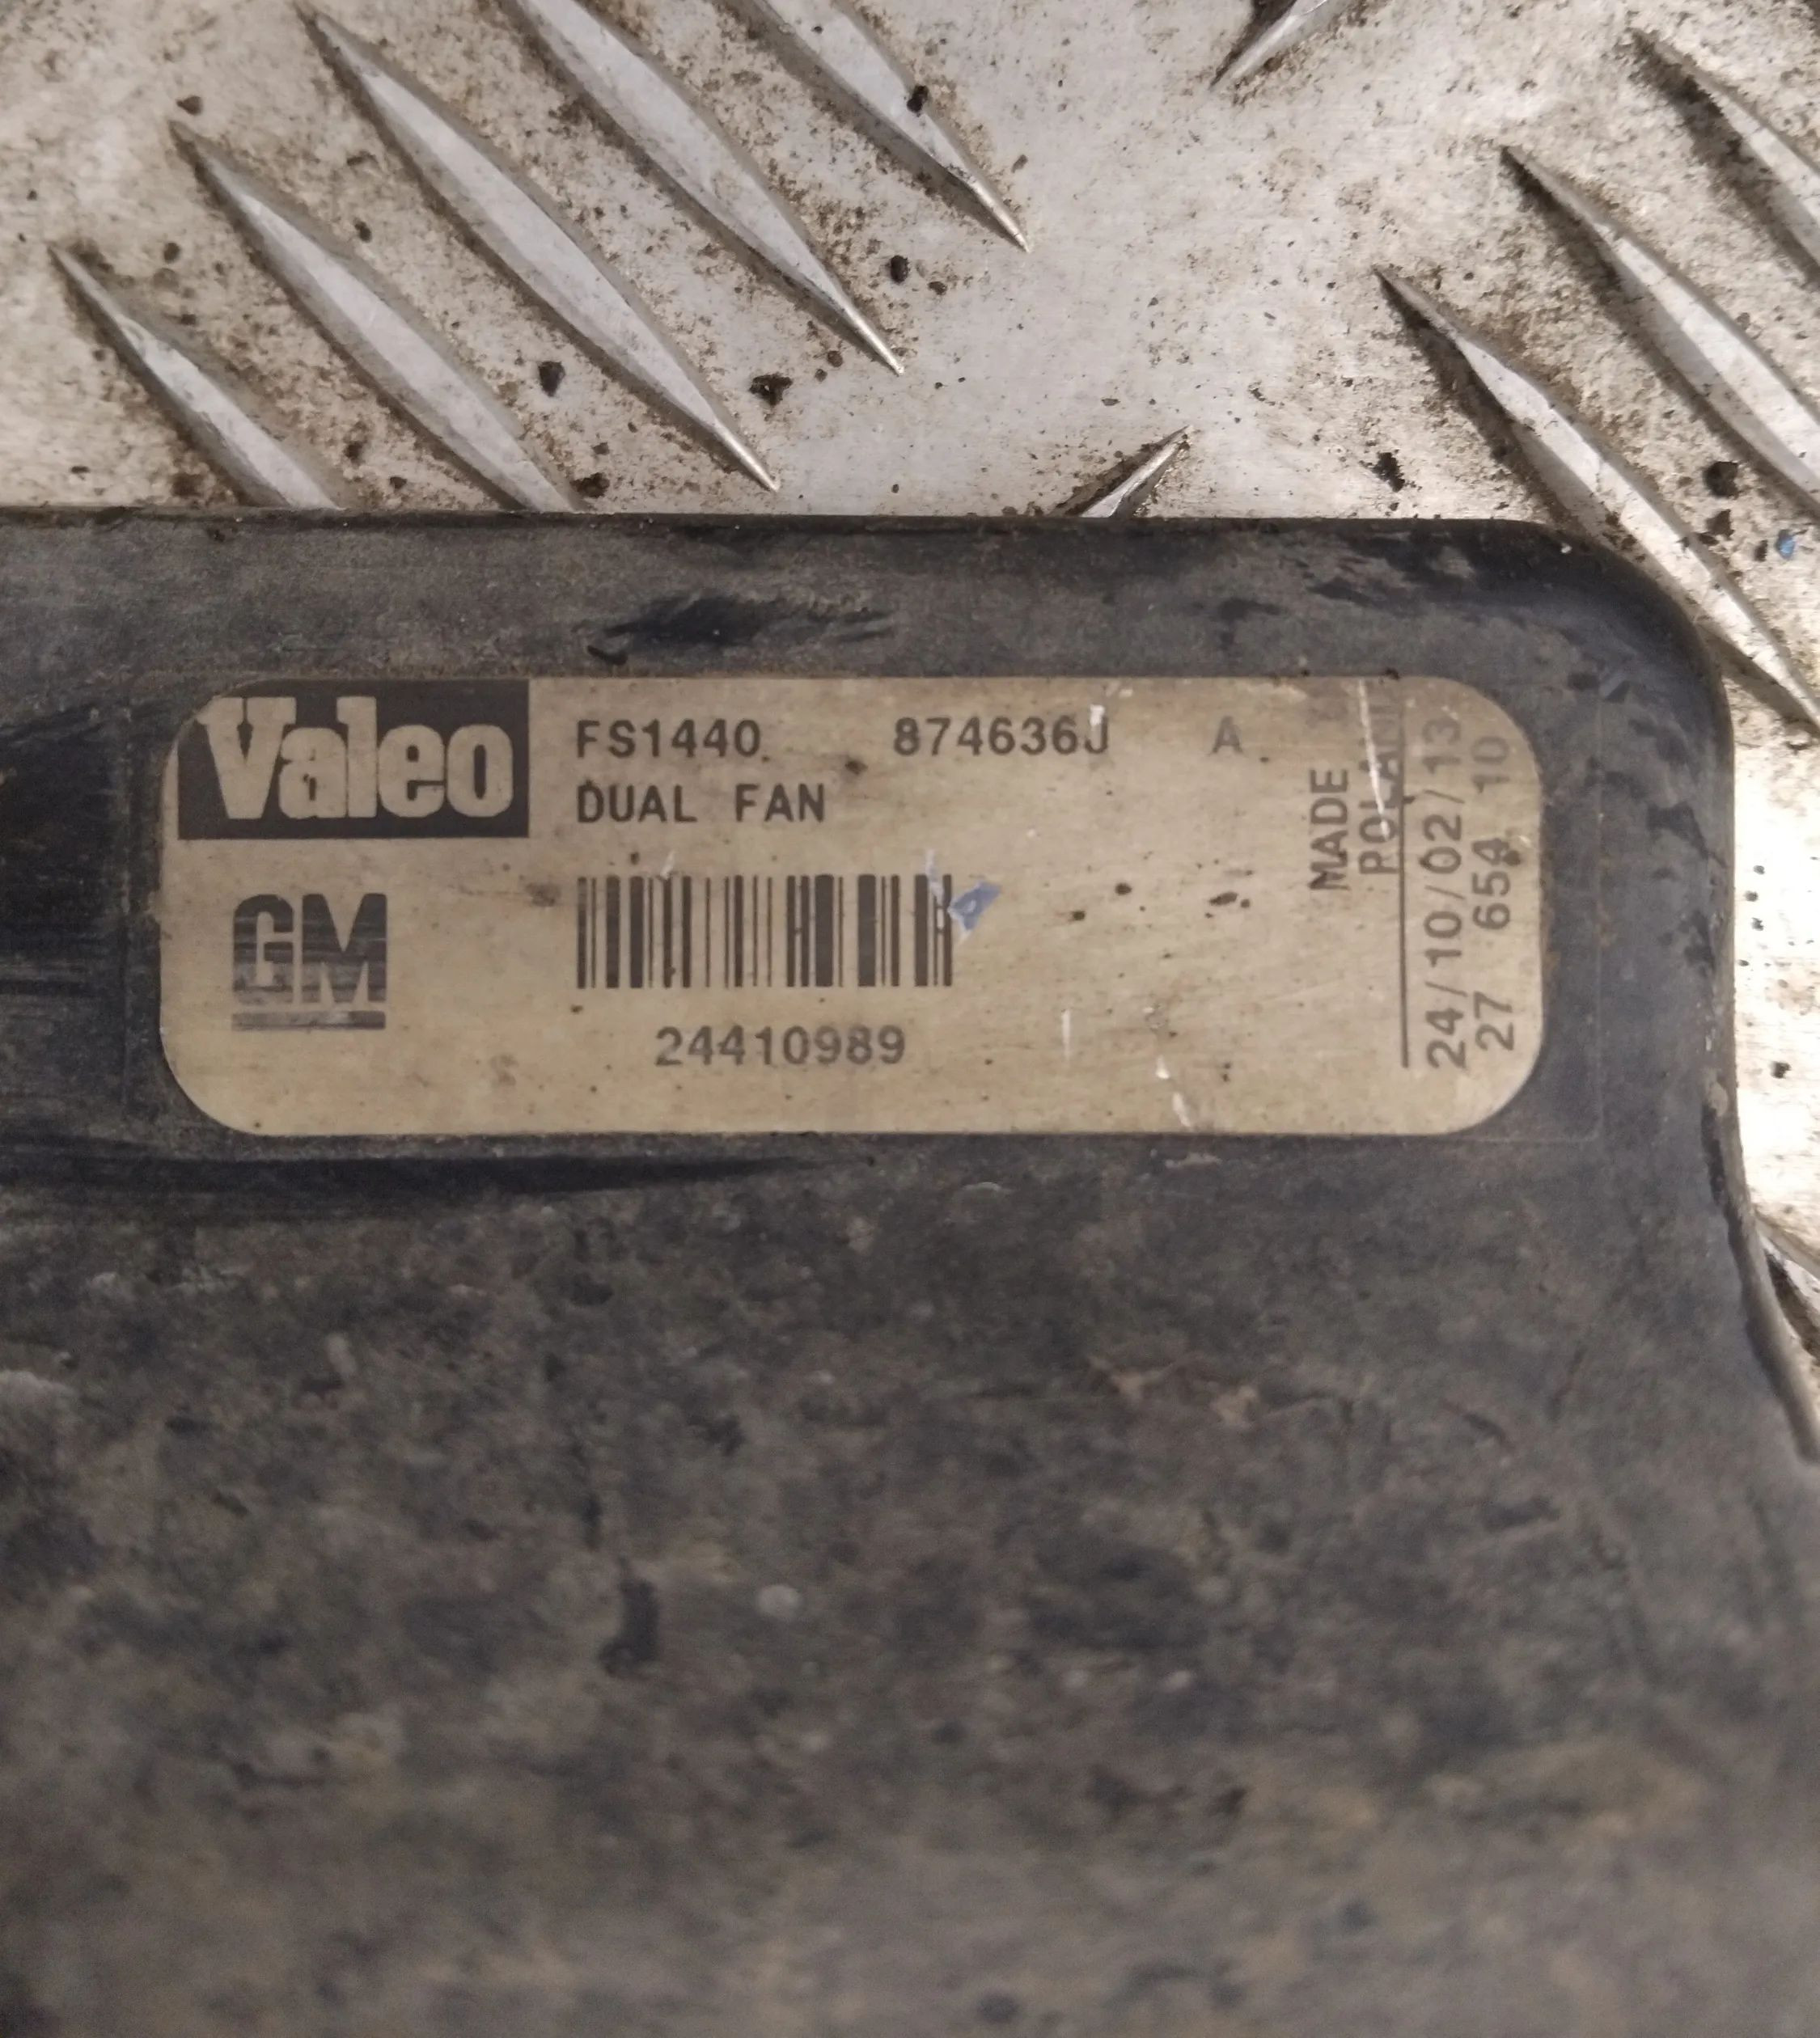 Valeo
FS1440 874636J A
DUAL FAN
GM
24410989
MADE
POLAND
24/10/02/13
27 654 10